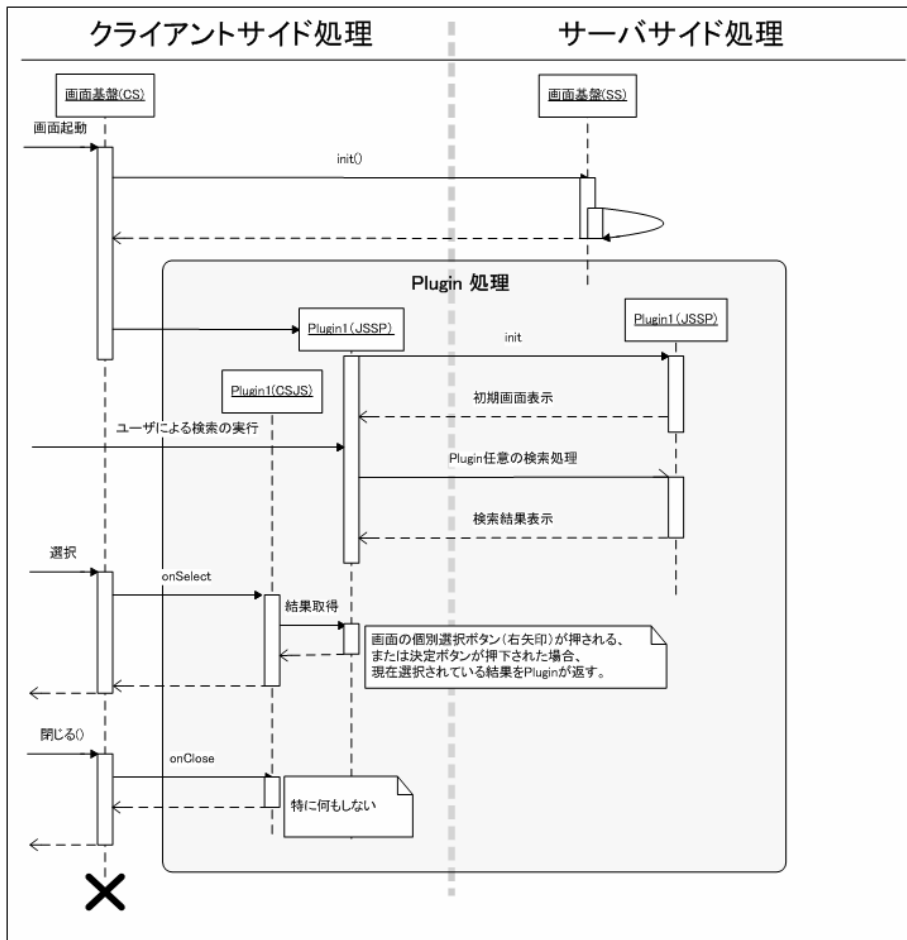 クライアントサイド処理
サーバサイド処理
画面基盤(CS)
画面基盤(SS)
画面起動
init()
Plugin 処理
Plugin1(JSSP)
Plugin1(JSSP)
init
Plugin1(CSJS)
初期画面表示
ユーザによる検索の実行
Plugin任意の検索処理
検索結果表示
選択
onSelect
結果取得
画面の個別選択ボタン(右矢印)が押される、
または決定ボタンが押下された場合、
現在選択されている結果をPluginが返す。
閉じる()
onClose
特に何もしない